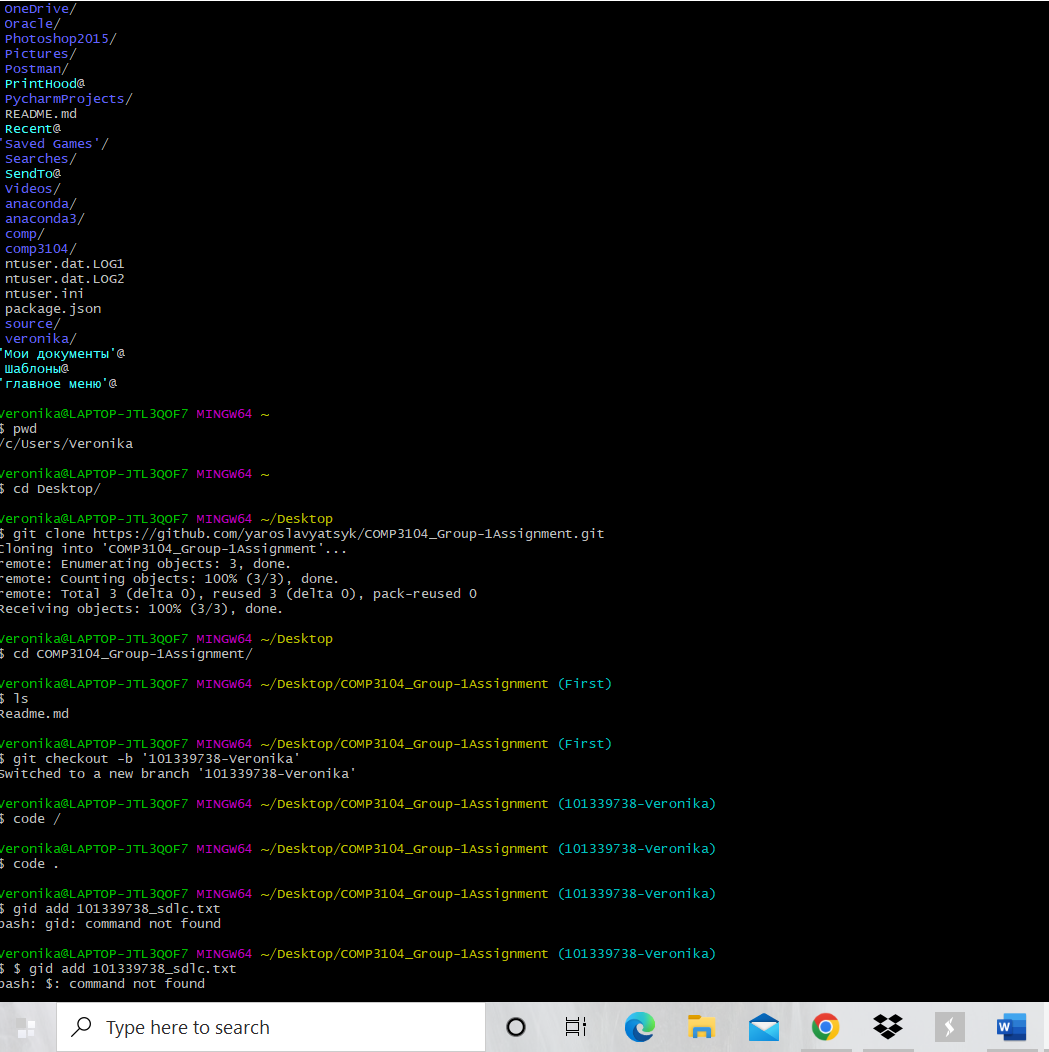 OneDrive/
Oracle/
Photoshop2015/
Pictures/
Postman/
PrintHood@
PycharmProjects/
README.md
Recent@
'Saved Games'/
Searches/
SendTo@
Videos/
anaconda/
anaconda3/
comp/
comp3104/
ntuser.dat.LOG1
ntuser.dat.LOG2
ntuser.ini
package.json
source/
veronika/
'Мои документы'@
Шаблоны@
'главное меню'@
Veronika@LAPTOP-JTL3QOF7 MINGW64 ~
$ pwd
/c/Users/Veronika
Veronika@LAPTOP-JTL3QOF7 MINGW64 ~
$ cd Desktop/
Veronika@LAPTOP-JTL3QOF7 MINGW64 ~/Desktop
$ git clone https://github.com/yaroslavyatsyk/COMP3104_Group-1Assignment.git
Cloning into 'COMP3104_Group-1Assignment'...
remote: Enumerating objects: 3, done.
remote: Counting objects: 100% (3/3), done.
remote: Total 3 (delta 0), reused 3 (delta 0), pack-reused 0
Receiving objects: 100% (3/3), done.
Veronika@LAPTOP-JTL3QOF7 MINGW64 ~/Desktop
$ cd COMP3104_Group-1Assignment/
Veronika@LAPTOP-JTL3QOF7 MINGW64 ~/Desktop/COMP3104_Group-1Assignment (First)
$ ls
Readme.md
Veronika@LAPTOP-JTL3QOF7 MINGW64 ~/Desktop/COMP3104_Group-1Assignment (First)
$ git checkout -b '101339738-Veronika'
Switched to a new branch '101339738-Veronika'
Veronika@LAPTOP-JTL3QOF7 MINGW64 ~/Desktop/COMP3104_Group-1Assignment (101339738-Veronika)
$ code /
Veronika@LAPTOP-JTL3QOF7 MINGW64 ~/Desktop/COMP3104_Group-1Assignment (101339738-Veronika)
$ code .
Veronika@LAPTOP-JTL3QOF7 MINGW64 ~/Desktop/COMP3104_Group-1Assignment (101339738-Veronika)
$ gid add 101339738_sdlc.txt
bash: gid: command not found
Veronika@LAPTOP-JTL3QOF7 MINGW64 ~/Desktop/COMP3104_Group-1Assignment (101339738-Veronika)
$ $ gid add 101339738_sdlc.txt
bash: $: command not found
Type here to search
W